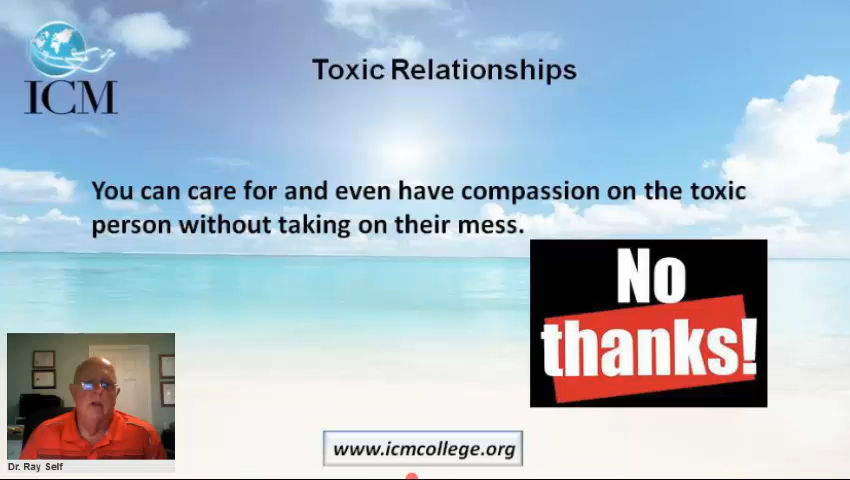 ICM
Toxic Relationships
You can care for and even have compassion on the toxic
person without taking on their mess.
No
thanks!
www.icmcollege.org
Dr. Ray Self